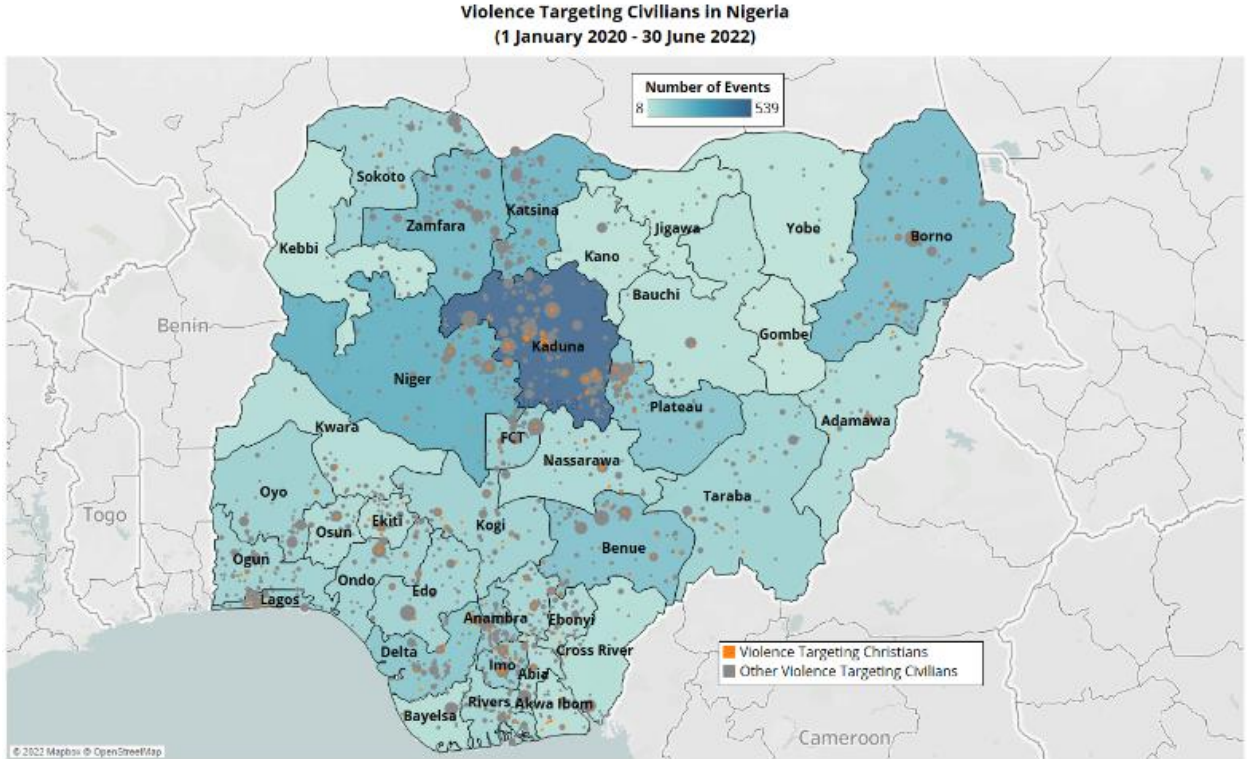 Violence Targeting Civilians in Nigeria
(1 January 2020 - 30 June 2022)
Number of Events
8 539
Sokoto
Katsina
Zamfara
Jigawa
Yobe
Borno
Kebbi
Kano
Bauchi
Benin
Gombe
Kaduna
Niger
Plateau
Adamawa
Kwara
FCT
Nassarawa
Oyo
Taraba
Togo
Ekiti
Kogi
Osun
Benue
Ogun
Ondo
Edo
Lagos
Anambra
Ebonyi
Delta
Cross River
Violence Targeting Christians
Imo
Abia
Other Violence Targeting Civilians
Rivers
Akwa Ibom
Bayelsa
Cameroon
© 2022 Mapbox © OpenStreetMap